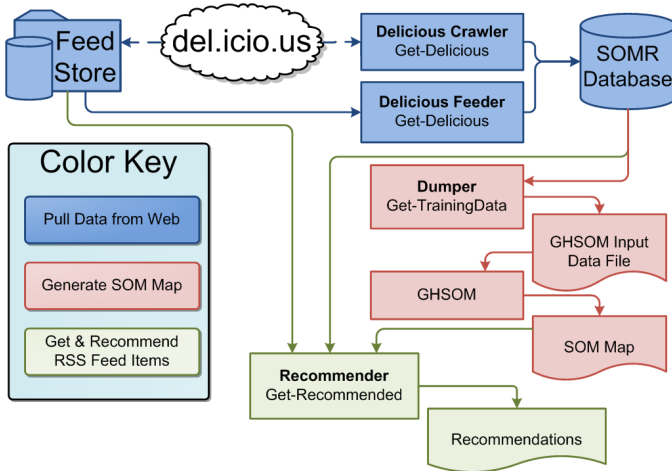 Feed
Store
del.icio.us
Delicious Crawler
Get-Delicious
SOMR
Database
Delicious Feeder
Get-Delicious
Color Key
Pull Data from Web
Generate SOM Map
Get & Recommend
RSS Feed Items
Dumper
Get-TrainingData
GHSOM Input
Data File
GHSOM
SOM Map
Recommender
Get-Recommended
Recommendations